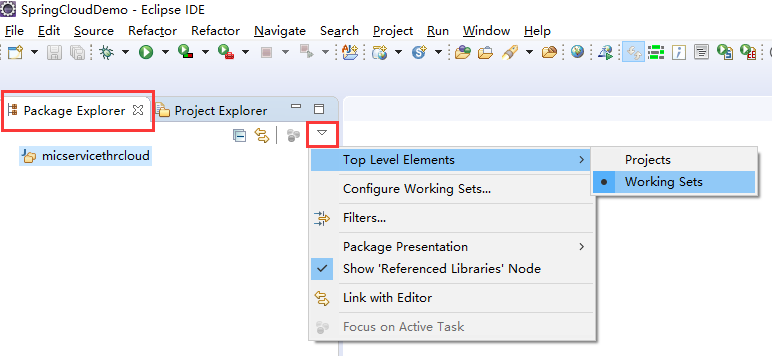 SpringCloudDemo - Eclipse IDE
File Edit Source Refactor Refactor Navigate Search Project Run Window Help
Package Explorer Project Explorer
micservicethrcloud
Top Level Elements
Projects
Working Sets
Configure Working Sets...
Filters...
Package Presentation
Show 'Referenced Libraries' Node
Link with Editor
Focus on Active Task